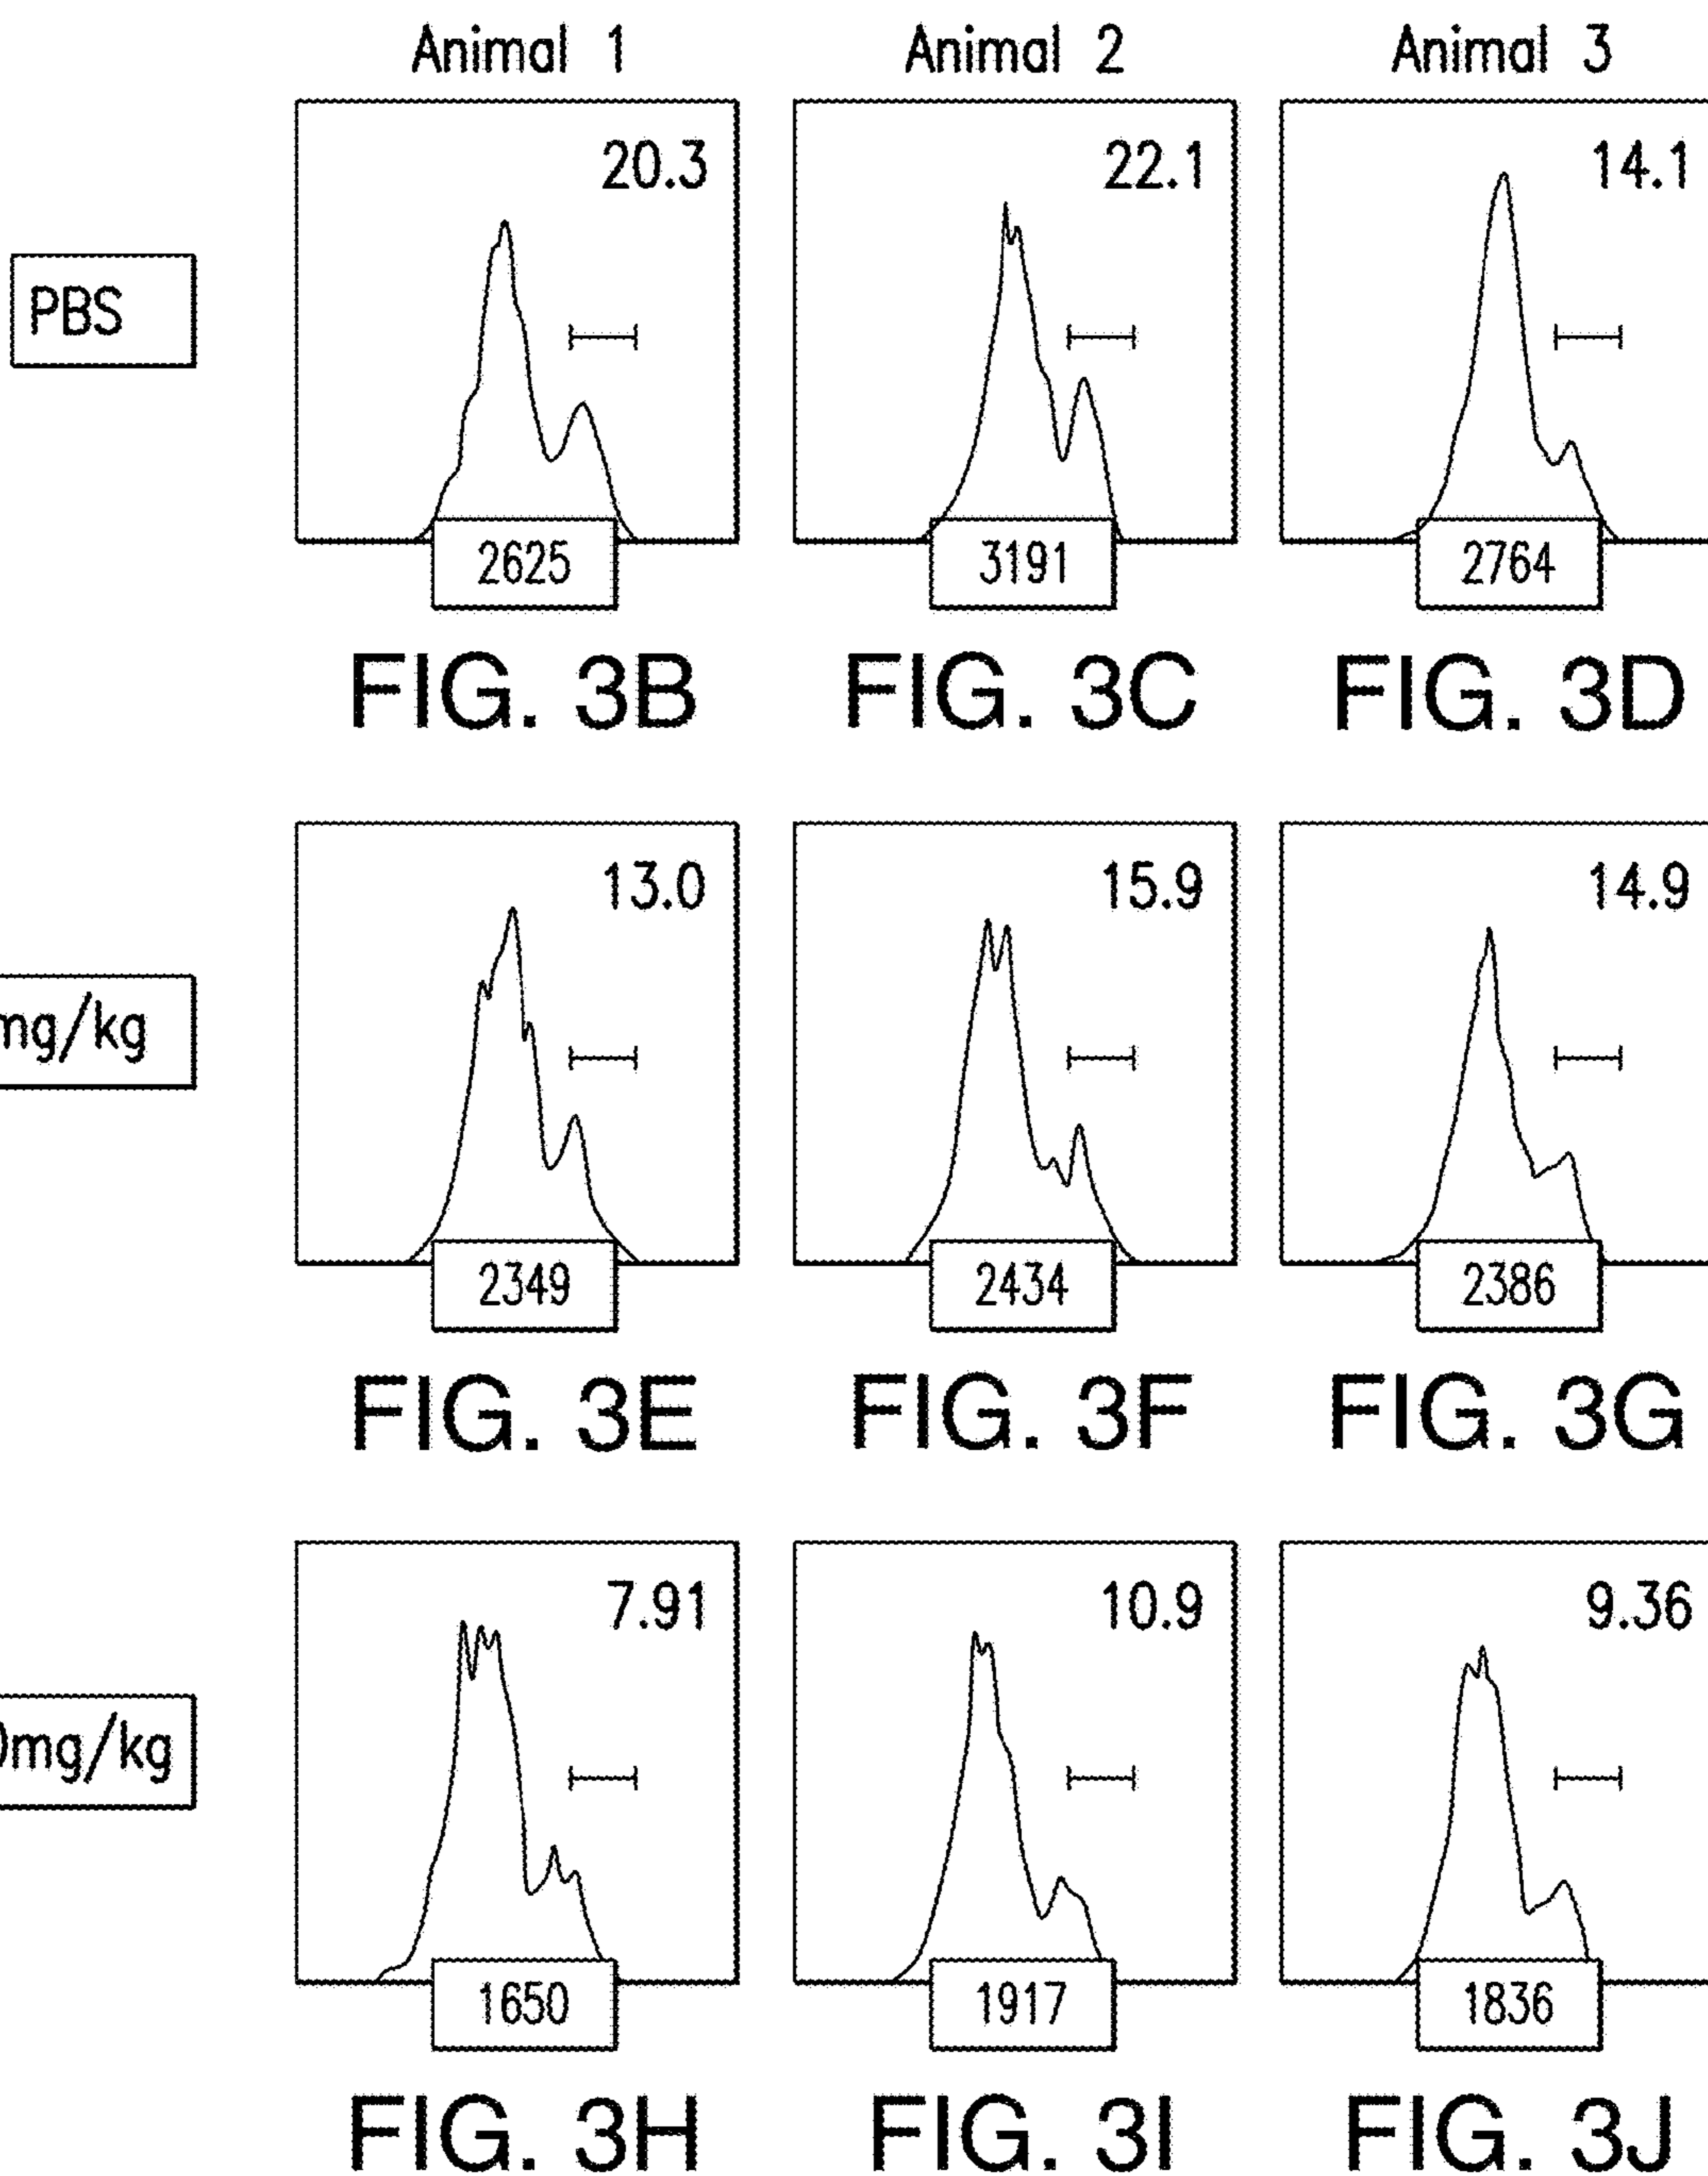 Animal 1 Animal 2 Animal 3
20.3 22.1 14.1
PBS
2625 3191 2764
FIG. 3B FIG. 3C FIG. 3D
13.0 15.9 14.9
mg/kg
2349 2434 2386
FIG. 3E FIG. 3F FIG. 3G
7.91 10.9 9.36
0mg/kg
1650 1917 1836
FIG. 3H FIG. 3I FIG. 3J